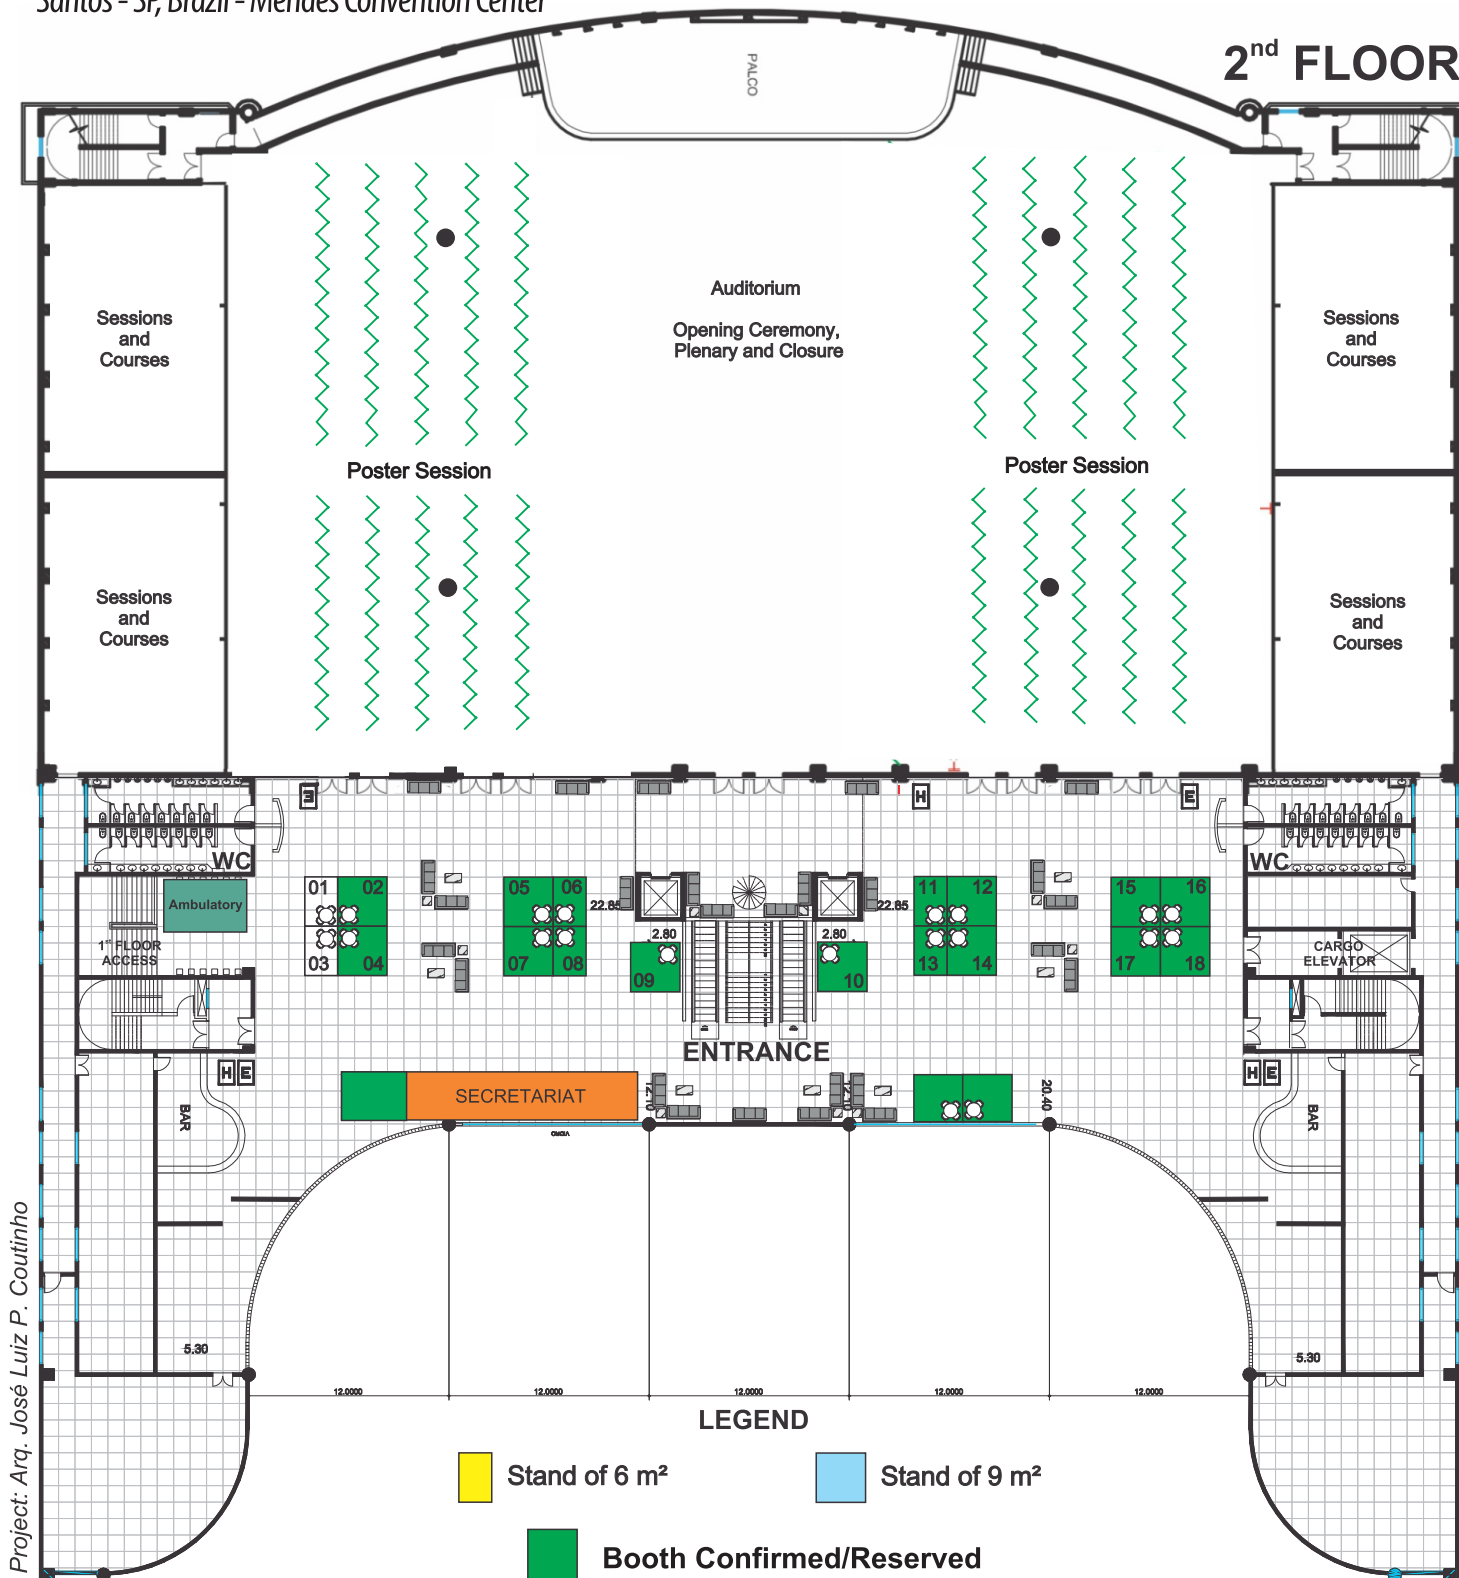 Santos - SP, Brazil - Mendes Convention Center
2nd FLOOR
PALCO
Auditorium
Opening Ceremony,
Plenary and Closure
Sessions
and
Courses
Sessions
and
Courses
Poster Session
Poster Session
Sessions
and
Courses
Sessions
and
Courses
E
H
E
WC
WC
01 02
05 06
11 12
15 16
Ambulatory
22.85
22.85
2.80
2.80
1st FLOOR
ACCESS
CARGO
ELEVATOR
03 04
07 08
09
10
13 14
17 18
ENTRANCE
H E
H E
SECRETARIAT
12.10
12.10
20.40
BAR
BAR
VIDRO
5.30
5.30
12.0000
12.0000
12.0000
12.0000
12.0000
Project: Arq. José Luiz P. Coutinho
LEGEND
Stand of 6 m²
Stand of 9 m²
Booth Confirmed/Reserved